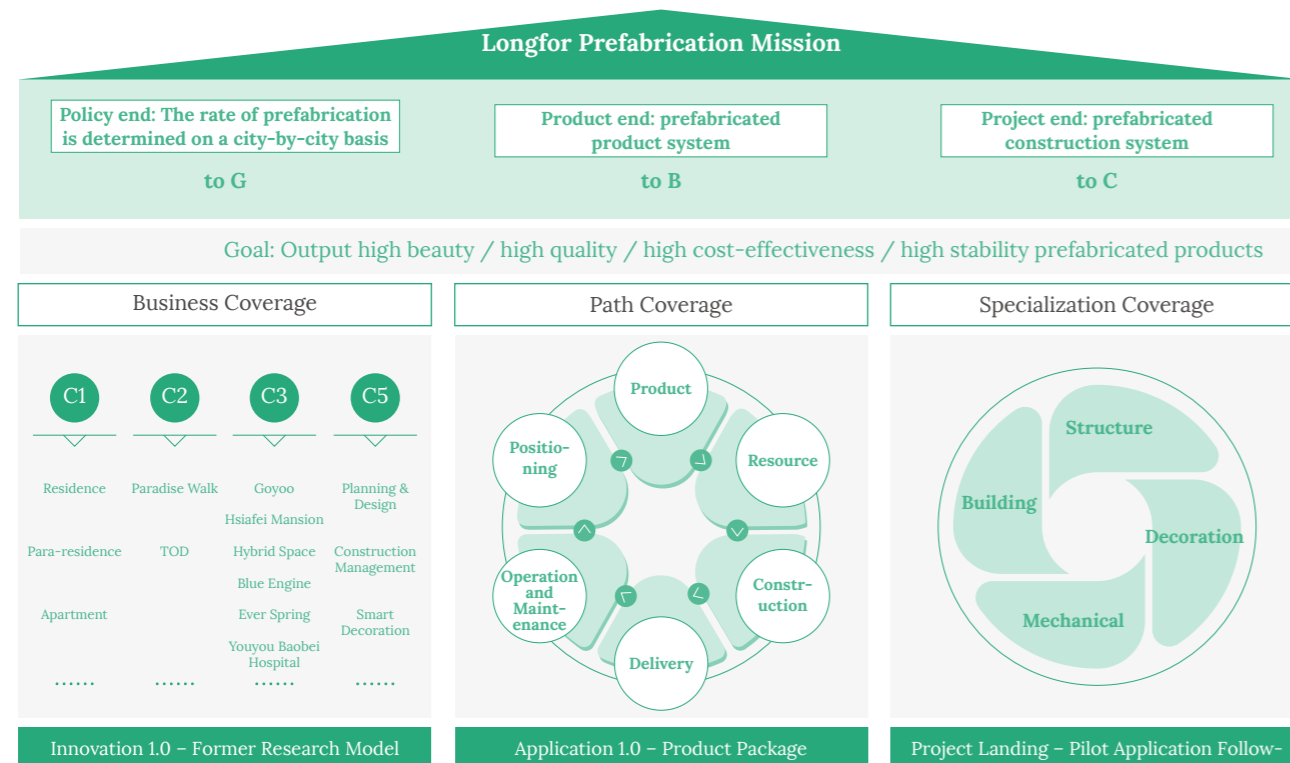 Longfor Prefabrication Mission
Policy end: The rate of prefabrication
is determined on a city-by-city basis
to G
Product end: prefabricated
product system
to B
Project end: prefabricated
construction system
to C
Goal: Output high beauty / high quality / high cost-effectiveness / high stability prefabricated products
Business Coverage
C1
C2
C3
C5
Residence
Para-residence
Apartment
......
Paradise Walk
TOD
......
Goyoo
Hsiafei Mansion
Hybrid Space
Blue Engine
Ever Spring
Youyou Baobei
Hospital
......
Planning &
Design
Construction
Management
Smart
Decoration
......
Innovation 1.0 – Former Research Model
Path Coverage
Product
Resource
Constr-
uction
Delivery
Operation
and
Maint-
enance
Positio-
ning
Application 1.0 – Product Package
Specialization Coverage
Structure
Decoration
Mechanical
Building
Project Landing – Pilot Application Follow-